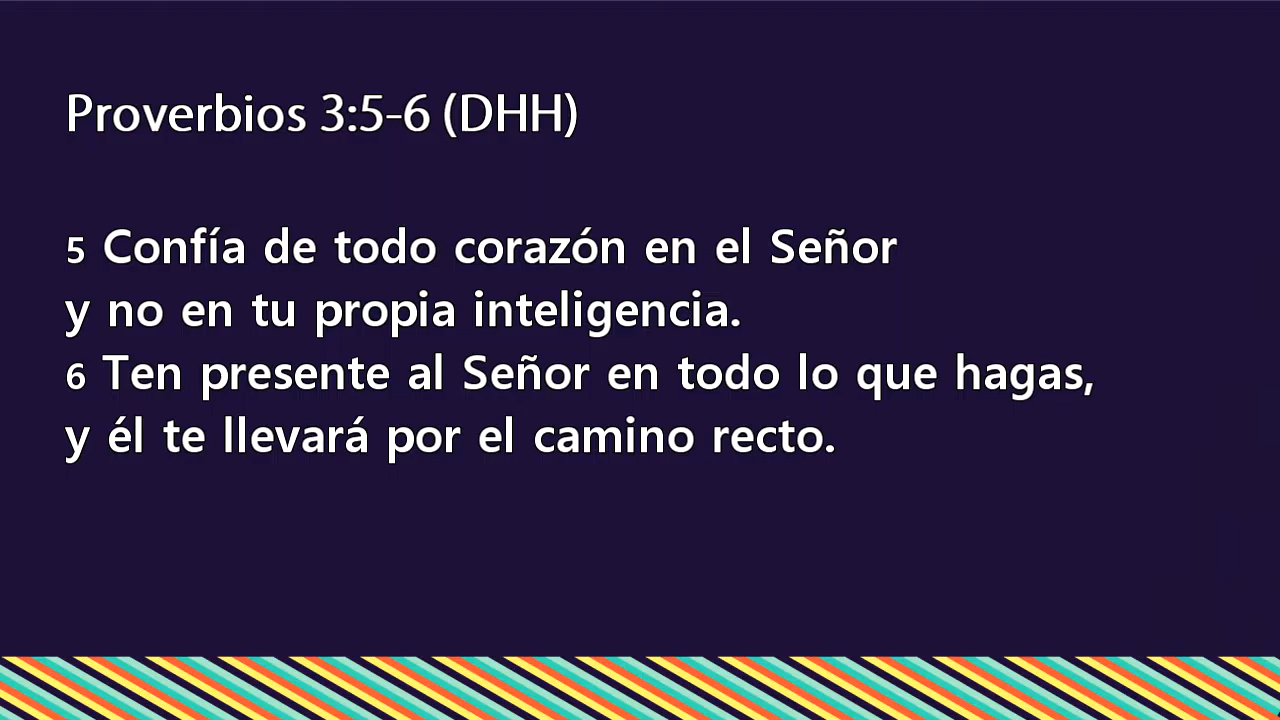 Proverbios 3:5-6 (DHH)
5 Confía de todo corazón en el Señor
y no en tu propia inteligencia.
6 Ten presente al Señor en todo lo que hagas,
y él te llevará por el camino recto.